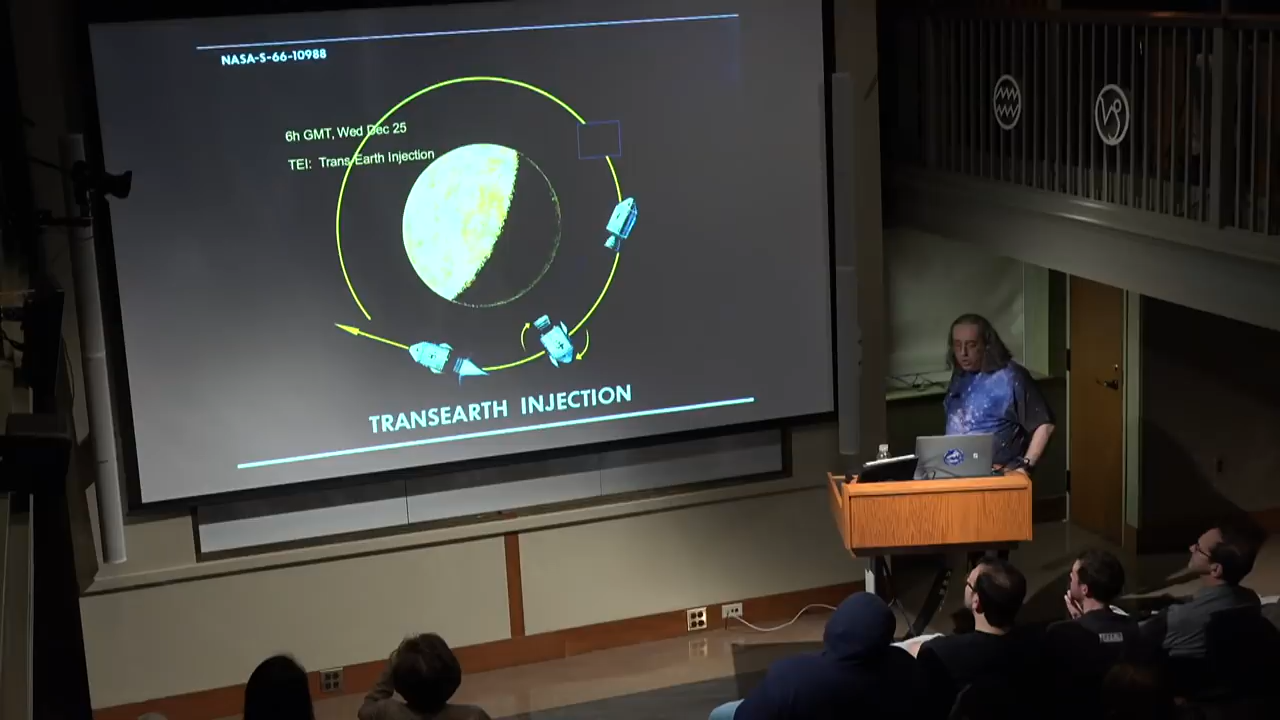 NASA-S-66-10988
6h GMT, Wed Dec 25
TEI: Trans Earth Injection
TRANSEARTH INJECTION